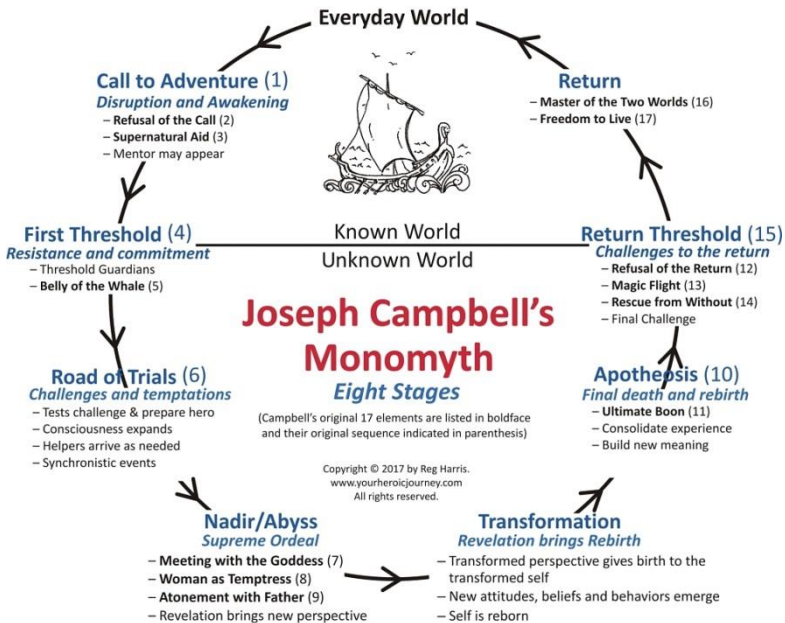 Everyday World
Call to Adventure (1)
Disruption and Awakening
– Refusal of the Call (2)
– Supernatural Aid (3)
– Mentor may appear
Return
– Master of the Two Worlds (16)
– Freedom to Live (17)
First Threshold (4)
Resistance and commitment
– Threshold Guardians
– Belly of the Whale (5)
Known World
Unknown World
Return Threshold (15)
Challenges to the return
– Refusal of the Return (12)
– Magic Flight (13)
– Rescue from Without (14)
– Final Challenge
Joseph Campbell's
Monomyth
Eight Stages
(Campbell's original 17 elements are listed in boldface
and their original sequence indicated in parenthesis)
Copyright © 2017 by Reg Harris.
www.yourheroicjourney.com
All rights reserved.
Road of Trials (6)
Challenges and temptations
– Tests challenge & prepare hero
– Consciousness expands
– Helpers arrive as needed
– Synchronistic events
Apotheosis (10)
Final death and rebirth
– Ultimate Boon (11)
– Consolidate experience
– Build new meaning
Nadir/Abyss
Supreme Ordeal
– Meeting with the Goddess (7)
– Woman as Temptress (8)
– Atonement with Father (9)
– Revelation brings new perspective
Transformation
Revelation brings Rebirth
– Transformed perspective gives birth to the
transformed self
– New attitudes, beliefs and behaviors emerge
– Self is reborn